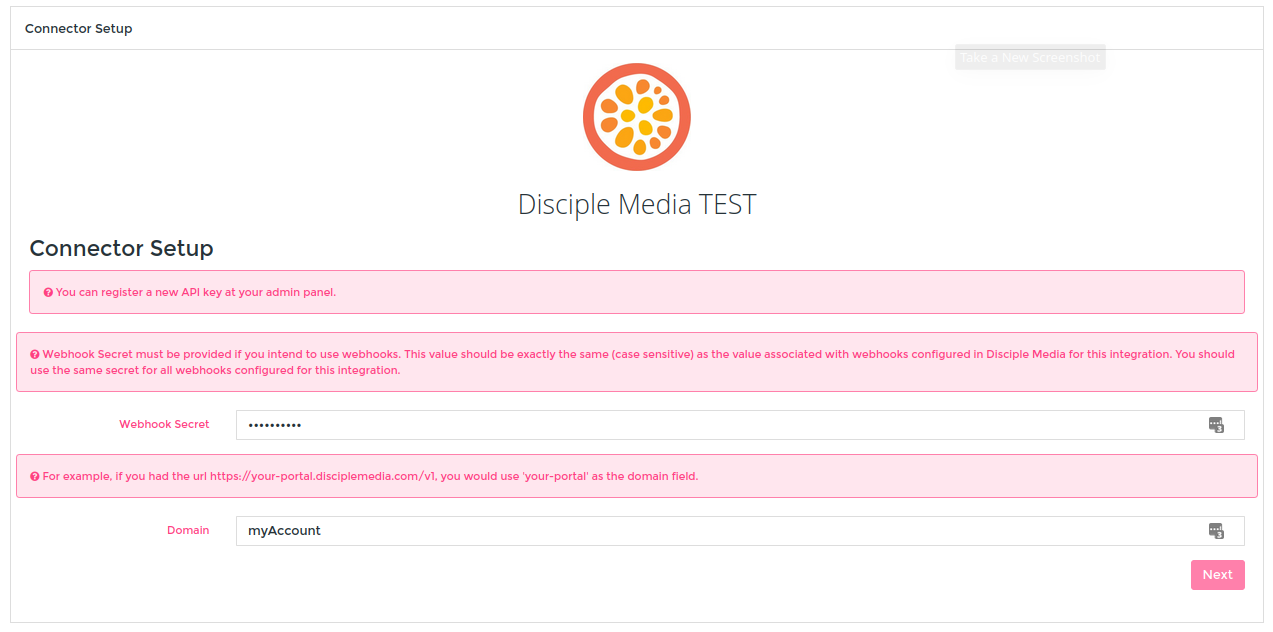 Connector Setup
Take a New Screenshot
Disciple Media TEST
Connector Setup
You can register a new API key at your admin panel.
Webhook Secret must be provided if you intend to use webhooks. This value should be exactly the same (case sensitive) as the value associated with webhooks configured in Disciple Media for this integration. You should
use the same secret for all webhooks configured for this integration.
Webhook Secret ••••••••••
For example, if you had the url https://your-portal.disciplemedia.com/v1, you would use 'your-portal' as the domain field.
Domain myAccount
Next